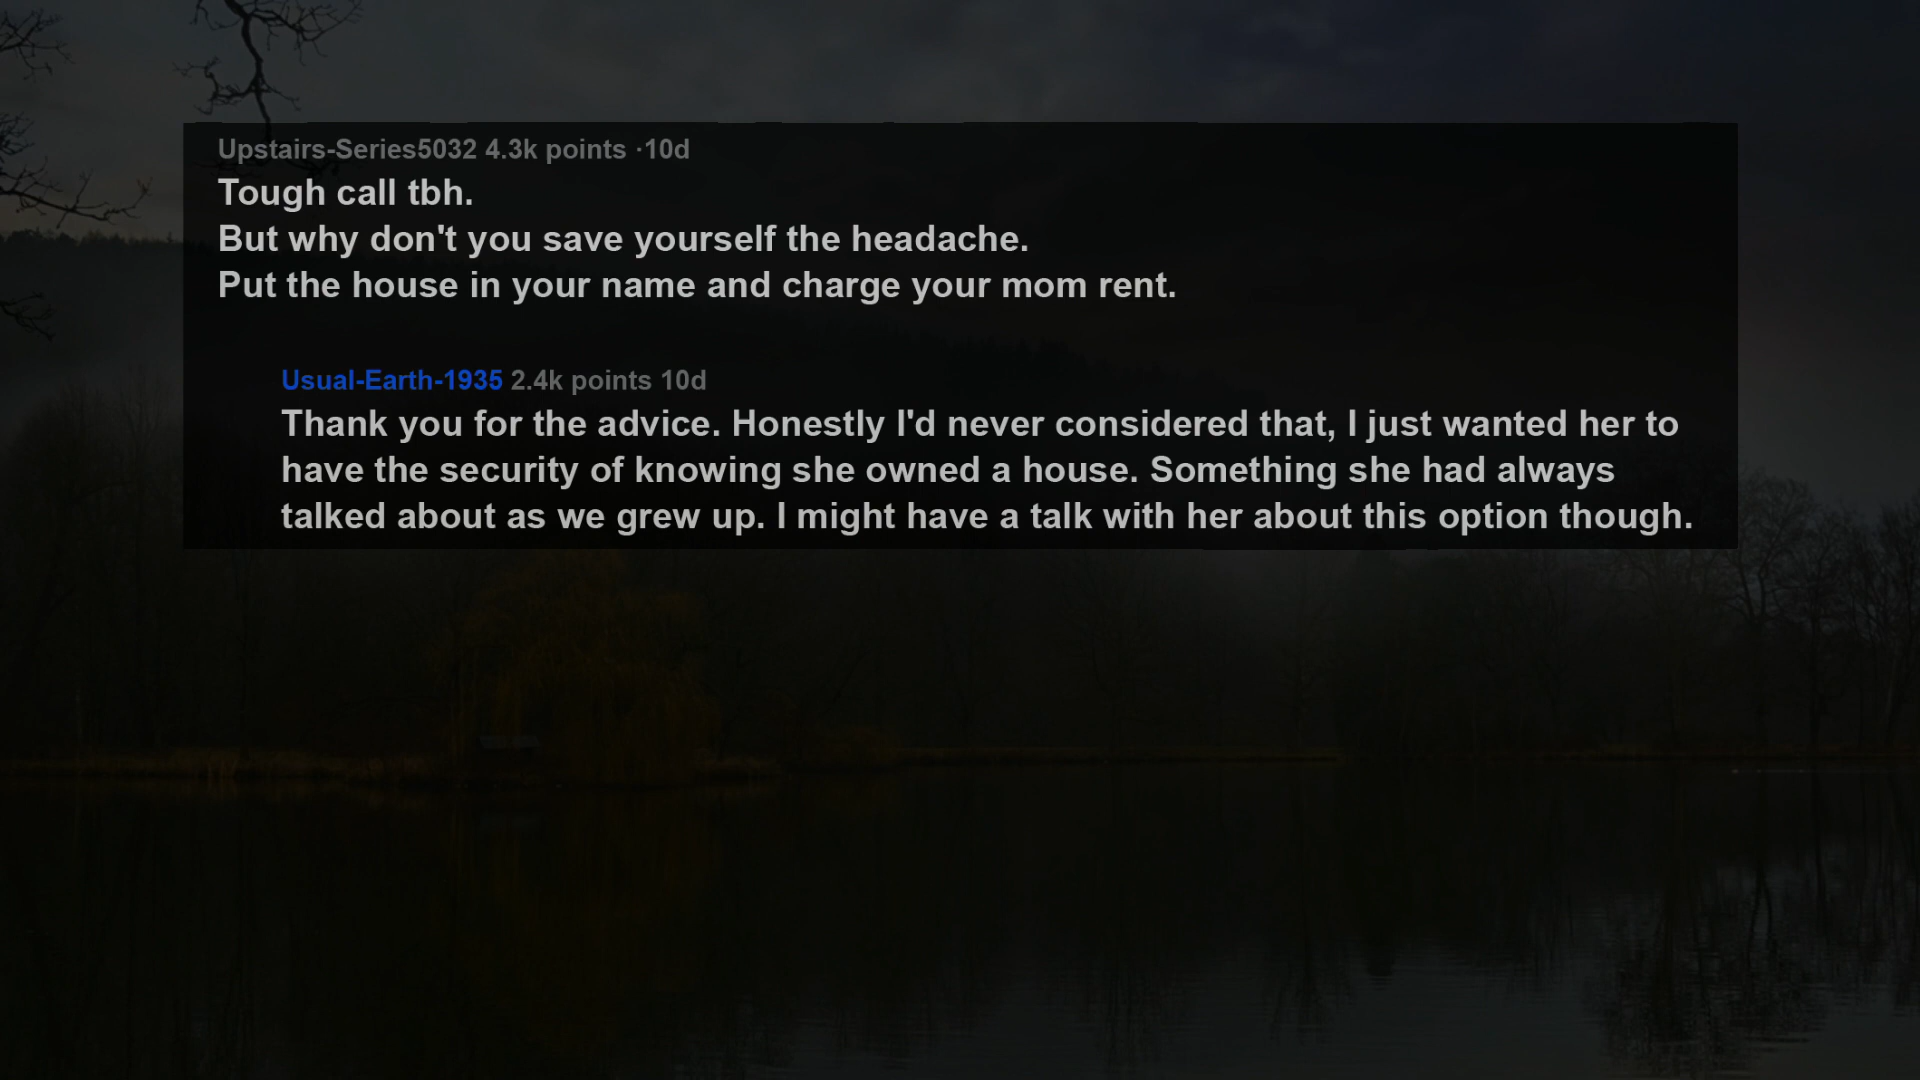 Upstairs-Series5032 4.3k points ·10d
Tough call tbh.
But why don't you save yourself the headache.
Put the house in your name and charge your mom rent.
Usual-Earth-1935 2.4k points 10d
Thank you for the advice. Honestly I'd never considered that, I just wanted her to
have the security of knowing she owned a house. Something she had always
talked about as we grew up. I might have a talk with her about this option though.